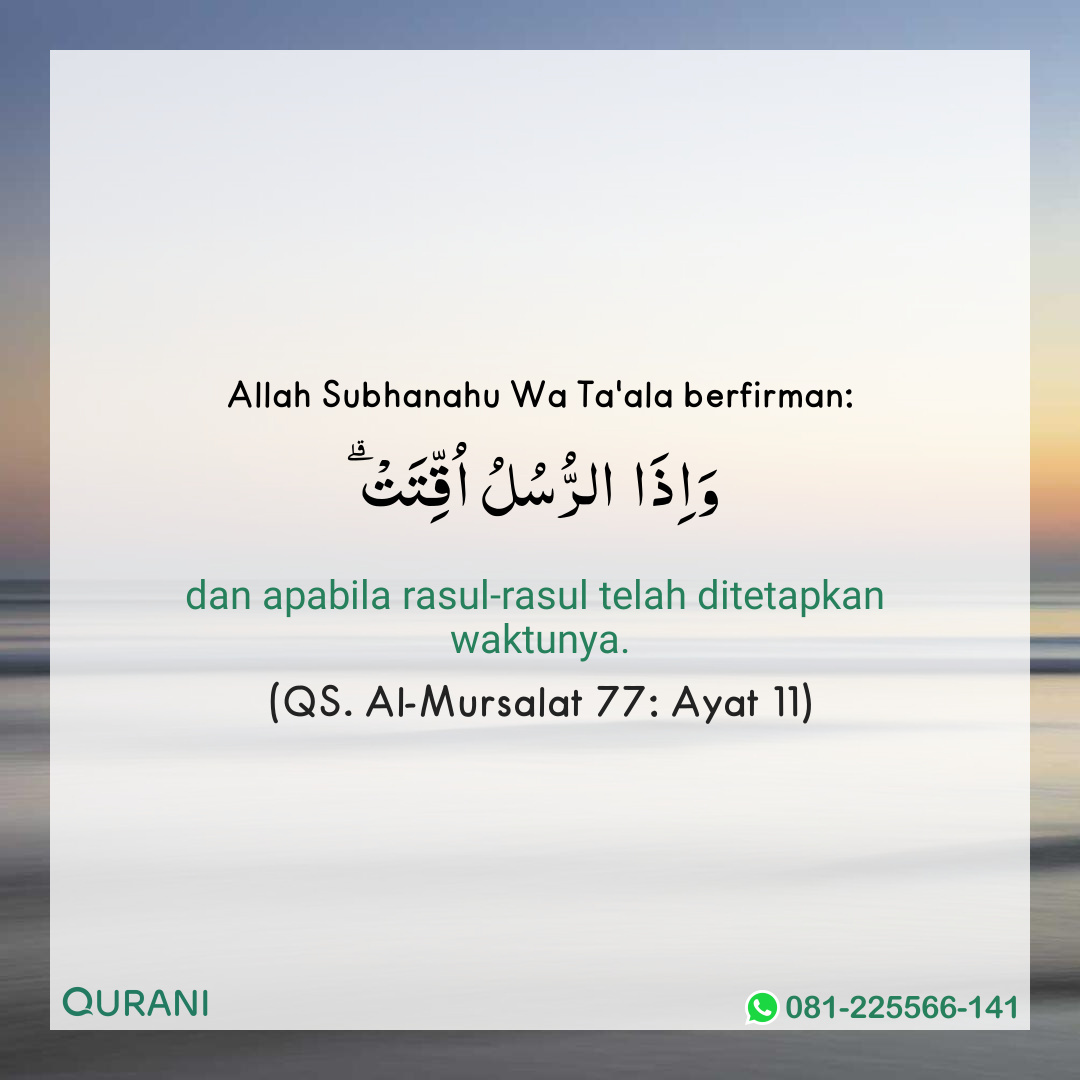 Allah Subhanahu Wa Ta'ala berfirman:
وَاِذَا الرُّسُلُ اُقِّتَتْۗ
dan apabila rasul-rasul telah ditetapkan
waktunya.
(QS. Al-Mursalat 77: Ayat 11)
QURANI
081-225566-141